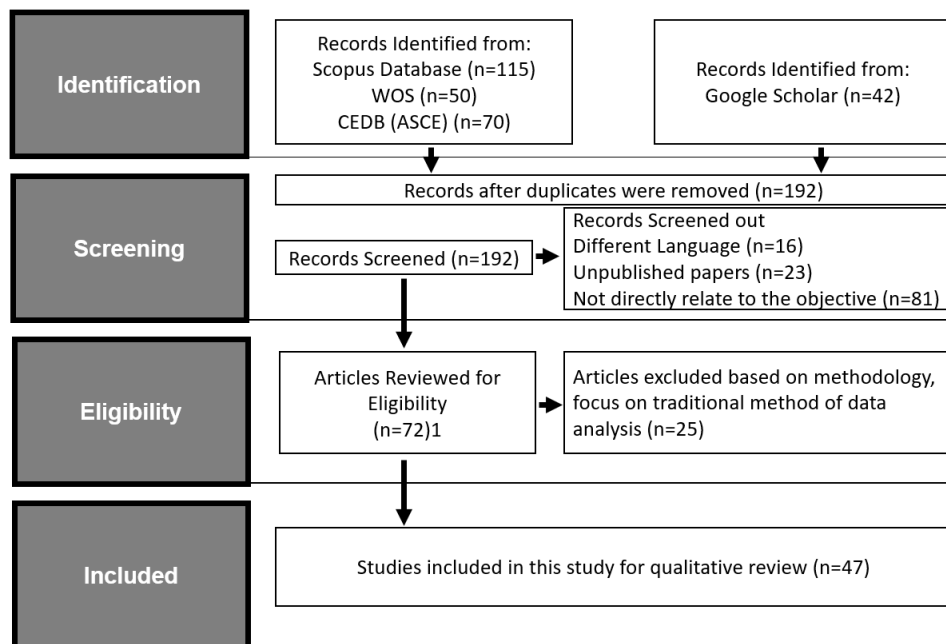 Identification
Records Identified from:
Scopus Database (n=115)
WOS (n=50)
CEDB (ASCE) (n=70)
Records Identified from:
Google Scholar (n=42)
Screening
Records after duplicates were removed (n=192)
Records Screened (n=192)
Records Screened out
Different Language (n=16)
Unpublished papers (n=23)
Not directly relate to the objective (n=81)
Eligibility
Articles Reviewed for
Eligibility
(n=72)1
Articles excluded based on methodology,
focus on traditional method of data
analysis (n=25)
Included
Studies included in this study for qualitative review (n=47)